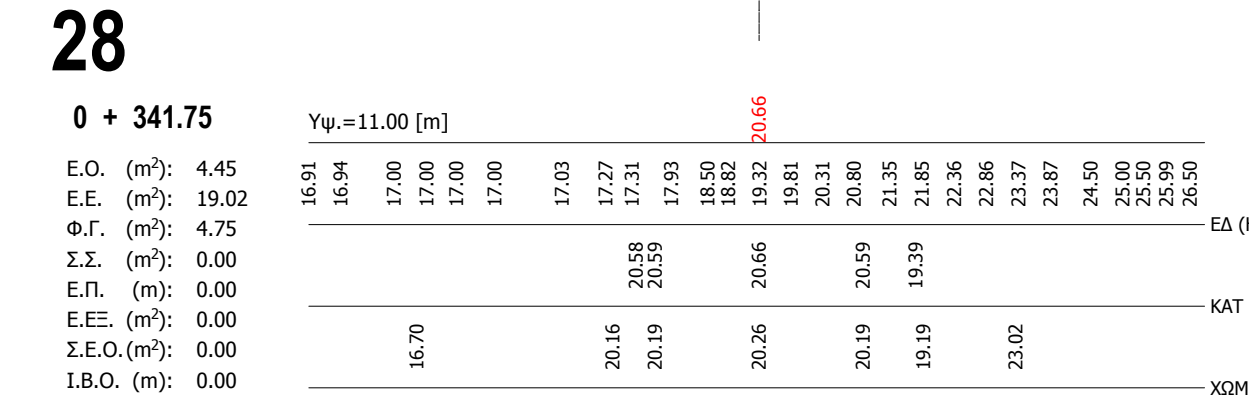 28
0 + 341.75
Υψ.=11.00 [m]
20.66
Ε.Ο. (m²): 4.45
Ε.Ε. (m²): 19.02
Φ.Γ. (m²): 4.75
Σ.Σ. (m²): 0.00
Ε.Π. (m): 0.00
Ε.ΕΞ. (m²): 0.00
Σ.Ε.Ο. (m²): 0.00
Ι.Β.Ο. (m): 0.00
16.91 16.94 17.00 17.00 17.00 17.00 17.03 17.27 17.31 17.93 18.50 18.82 19.32 19.81 20.31 20.80 21.35 21.85 22.36 22.86 23.37 23.87 24.50 25.00 25.50 25.99 26.50
ΕΔ (
20.58 20.59 20.66 20.59 19.39
ΚΑΤ
16.70 20.16 20.19 20.26 20.19 19.19 23.02
ΧΩΜ